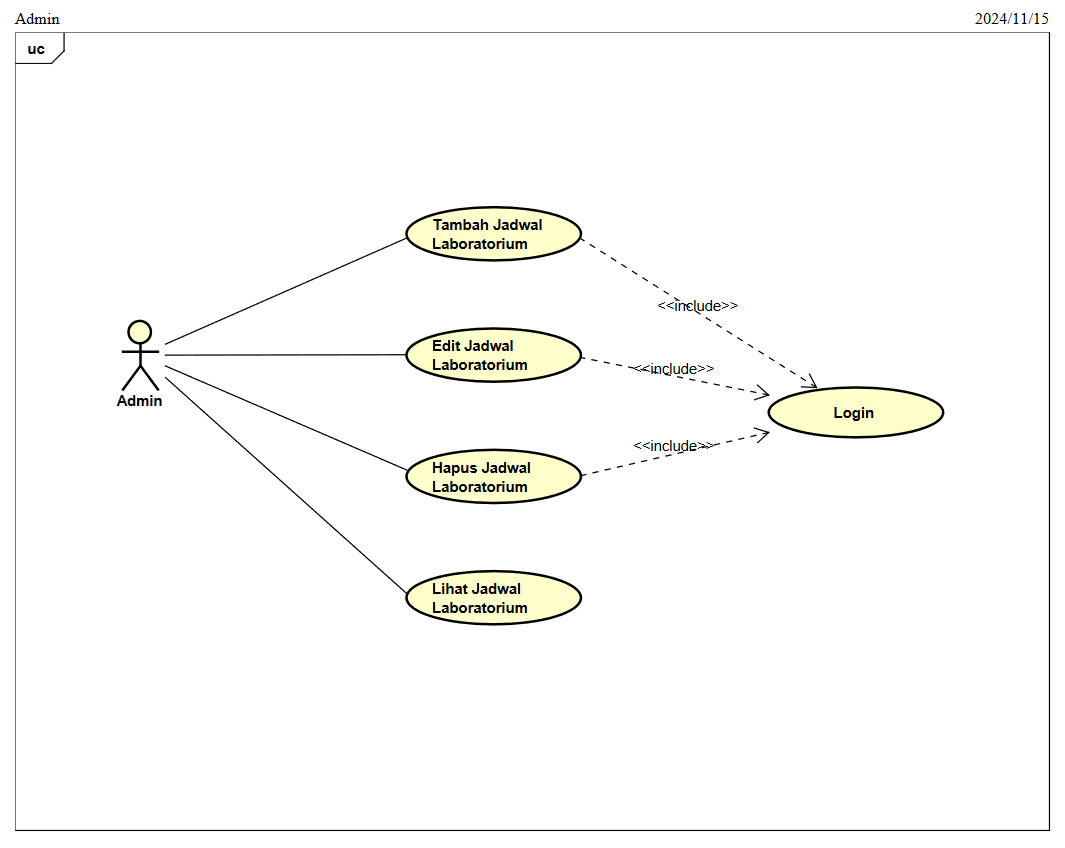 Admin
2024/11/15
uc
Tambah Jadwal
Laboratorium
<<include>>
Edit Jadwal
Laboratorium
<<include>>
Admin
Login
<<include>>
Hapus Jadwal
Laboratorium
Lihat Jadwal
Laboratorium